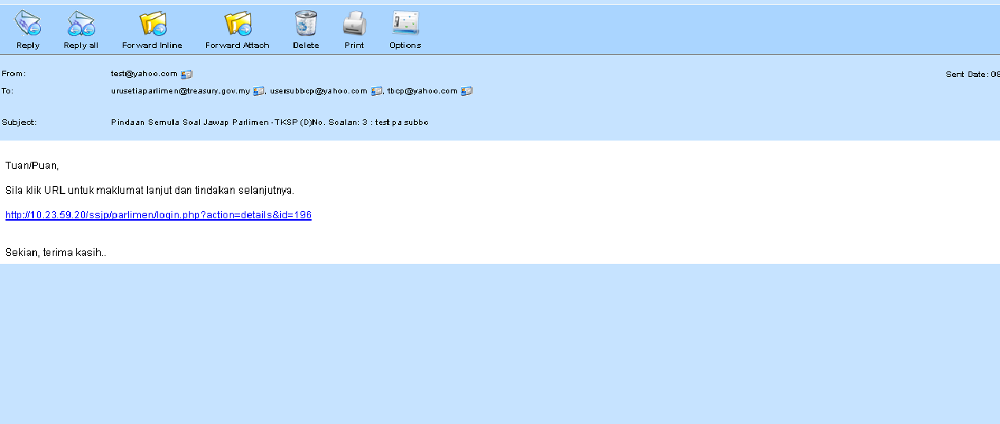 Reply Reply all Forward Inline Forward Attach Delete Print Options
From: test@yahoo.com Sent Date: 08
To: urusetiaparlimen@treasury.gov.my, usersubbcp@yahoo.com, tbcp@yahoo.com
Subject: Pindaan Semula Soal Jawap Parlimen -TKSP (D)No. Soalan: 3 : test pa subbc
Tuan/Puan,
Sila klik URL untuk maklumat lanjut dan tindakan selanjutnya.
http://10.23.59.20/ssjp/parlimen/login.php?action=details&id=196
Sekian, terima kasih..